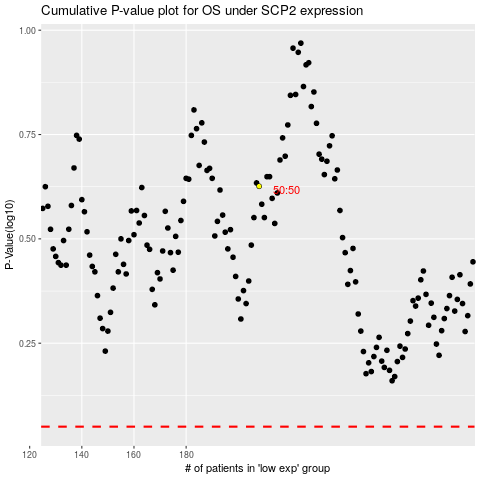 Cumulative P-value plot for OS under SCP2 expression
P-Value(log10)
1.00
0.75
0.50
0.25
50:50
120 140 160 180
# of patients in 'low exp' group